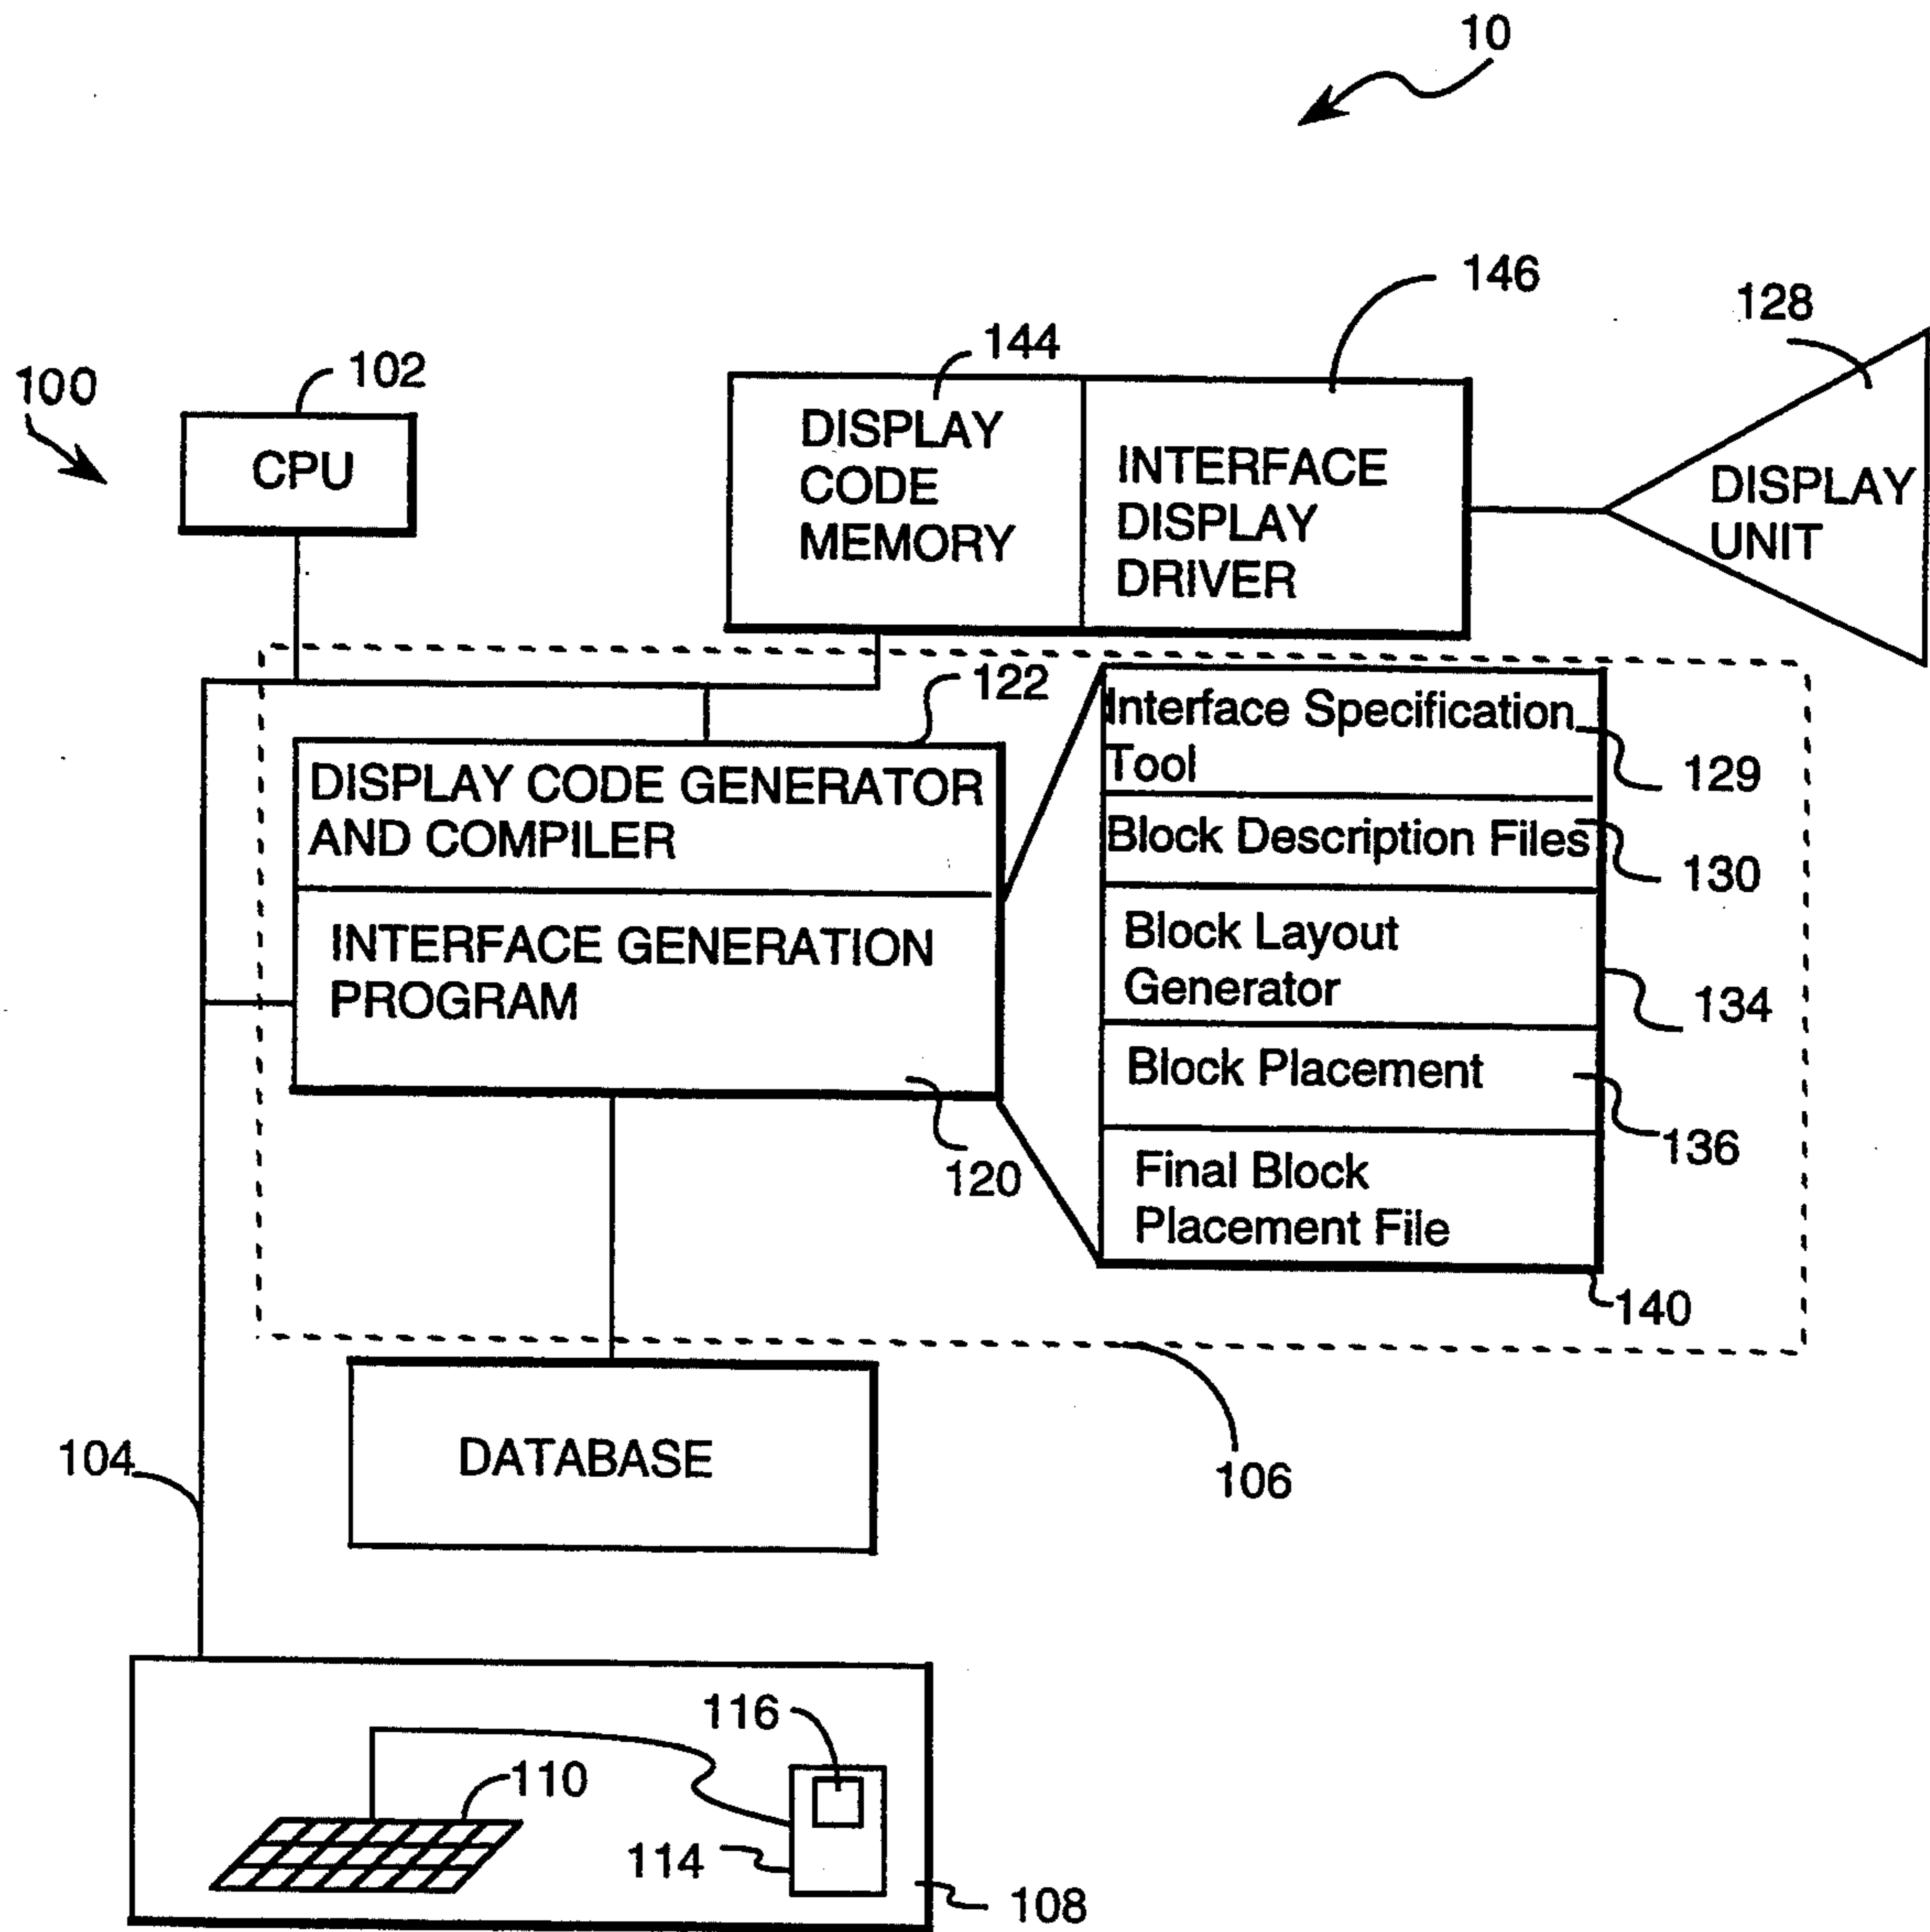 10
146
128
144
102
100
CPU
DISPLAY
CODE
MEMORY
INTERFACE
DISPLAY
DRIVER
DISPLAY
UNIT
122
DISPLAY CODE GENERATOR
AND COMPILER
INTERFACE GENERATION
PROGRAM
120
Interface Specification
Tool
129
Block Description Files
130
Block Layout
Generator
134
Block Placement
136
Final Block
Placement File
140
106
DATABASE
104
116
110
114
108